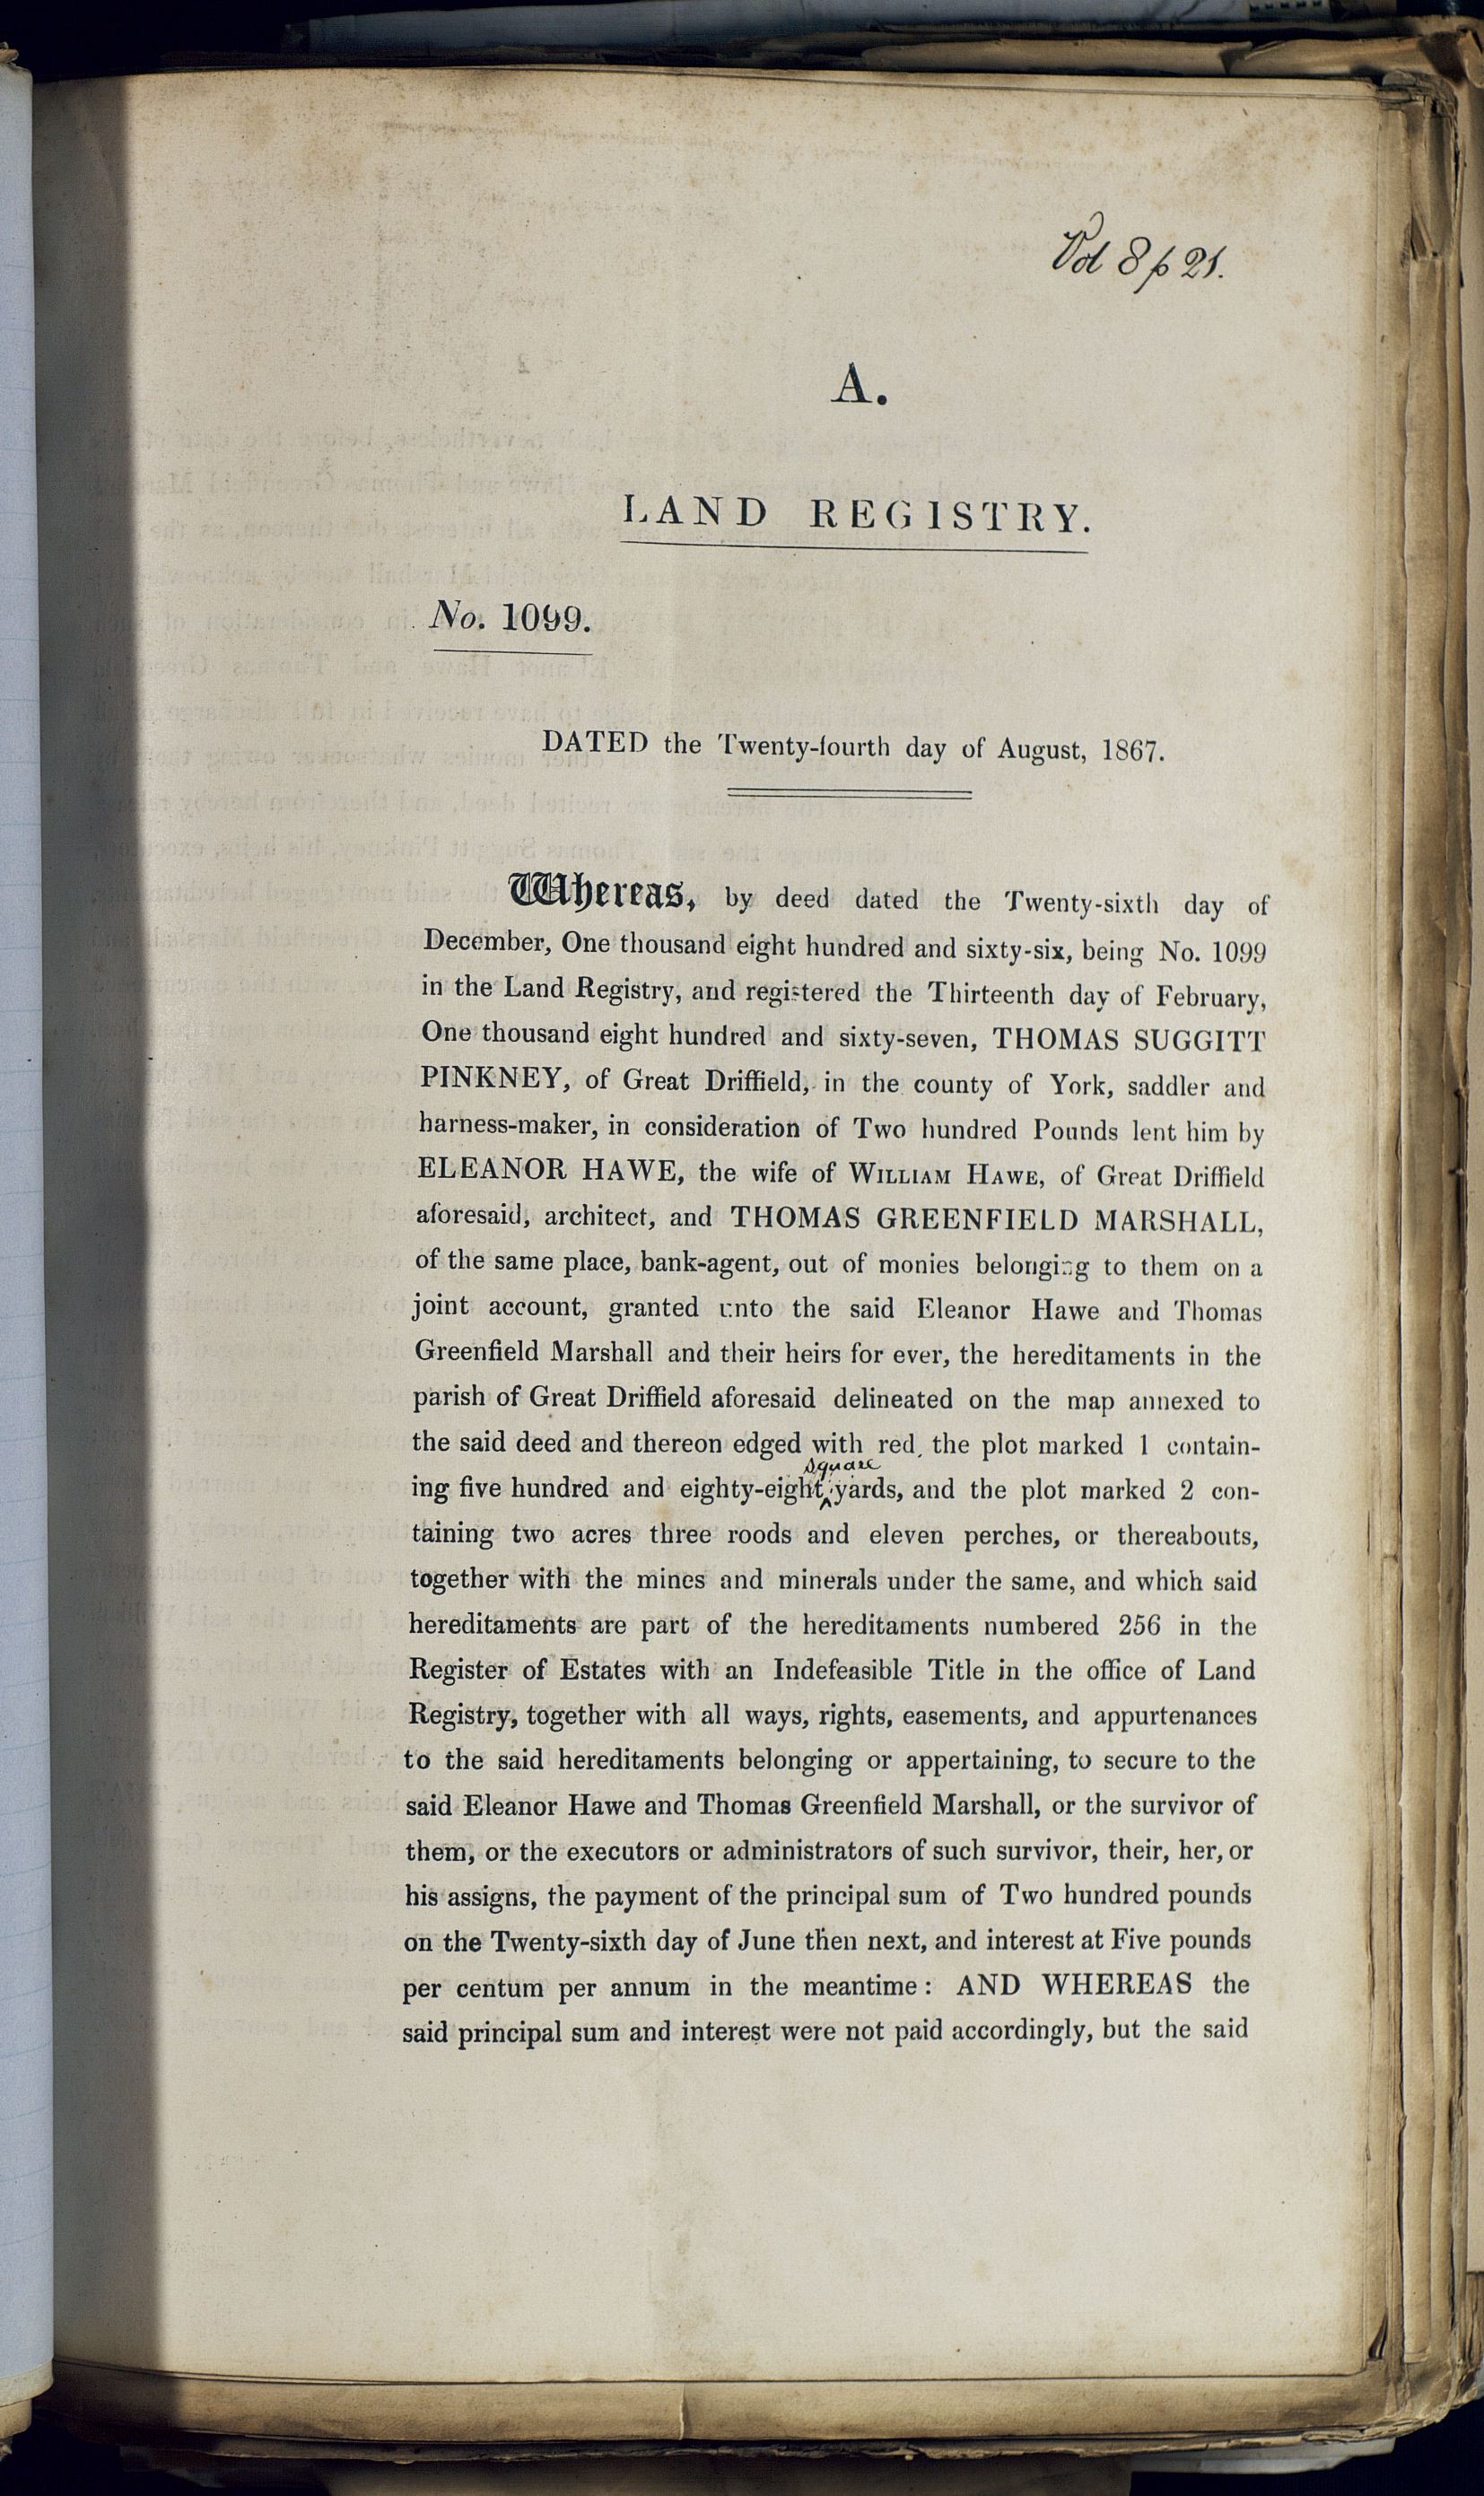 Vol 8 p 21.
A.
LAND REGISTRY.
No. 1099.
DATED the Twenty-fourth day of August, 1867.
Whereas, by deed dated the Twenty-sixth day of
December, One thousand eight hundred and sixty-six, being No. 1099
in the Land Registry, and registered the Thirteenth day of February,
One thousand eight hundred and sixty-seven, THOMAS SUGGITT
PINKNEY, of Great Driffield, in the county of York, saddler and
harness-maker, in consideration of Two hundred Pounds lent him by
ELEANOR HAWE, the wife of WILLIAM HAWE, of Great Driffield
aforesaid, architect, and THOMAS GREENFIELD MARSHALL,
of the same place, bank-agent, out of monies belonging to them on a
joint account, granted unto the said Eleanor Hawe and Thomas
Greenfield Marshall and their heirs for ever, the hereditaments in the
parish of Great Driffield aforesaid delineated on the map annexed to
the said deed and thereon edged with red, the plot marked 1 contain-
square
ing five hundred and eighty-eight yards, and the plot marked 2 con-
taining two acres three roods and eleven perches, or thereabouts,
together with the mines and minerals under the same, and which said
hereditaments are part of the hereditaments numbered 256 in the
Register of Estates with an Indefeasible Title in the office of Land
Registry, together with all ways, rights, easements, and appurtenances
to the said hereditaments belonging or appertaining, to secure to the
said Eleanor Hawe and Thomas Greenfield Marshall, or the survivor of
them, or the executors or administrators of such survivor, their, her, or
his assigns, the payment of the principal sum of Two hundred pounds
on the Twenty-sixth day of June then next, and interest at Five pounds
per centum per annum in the meantime: AND WHEREAS the
said principal sum and interest were not paid accordingly, but the said